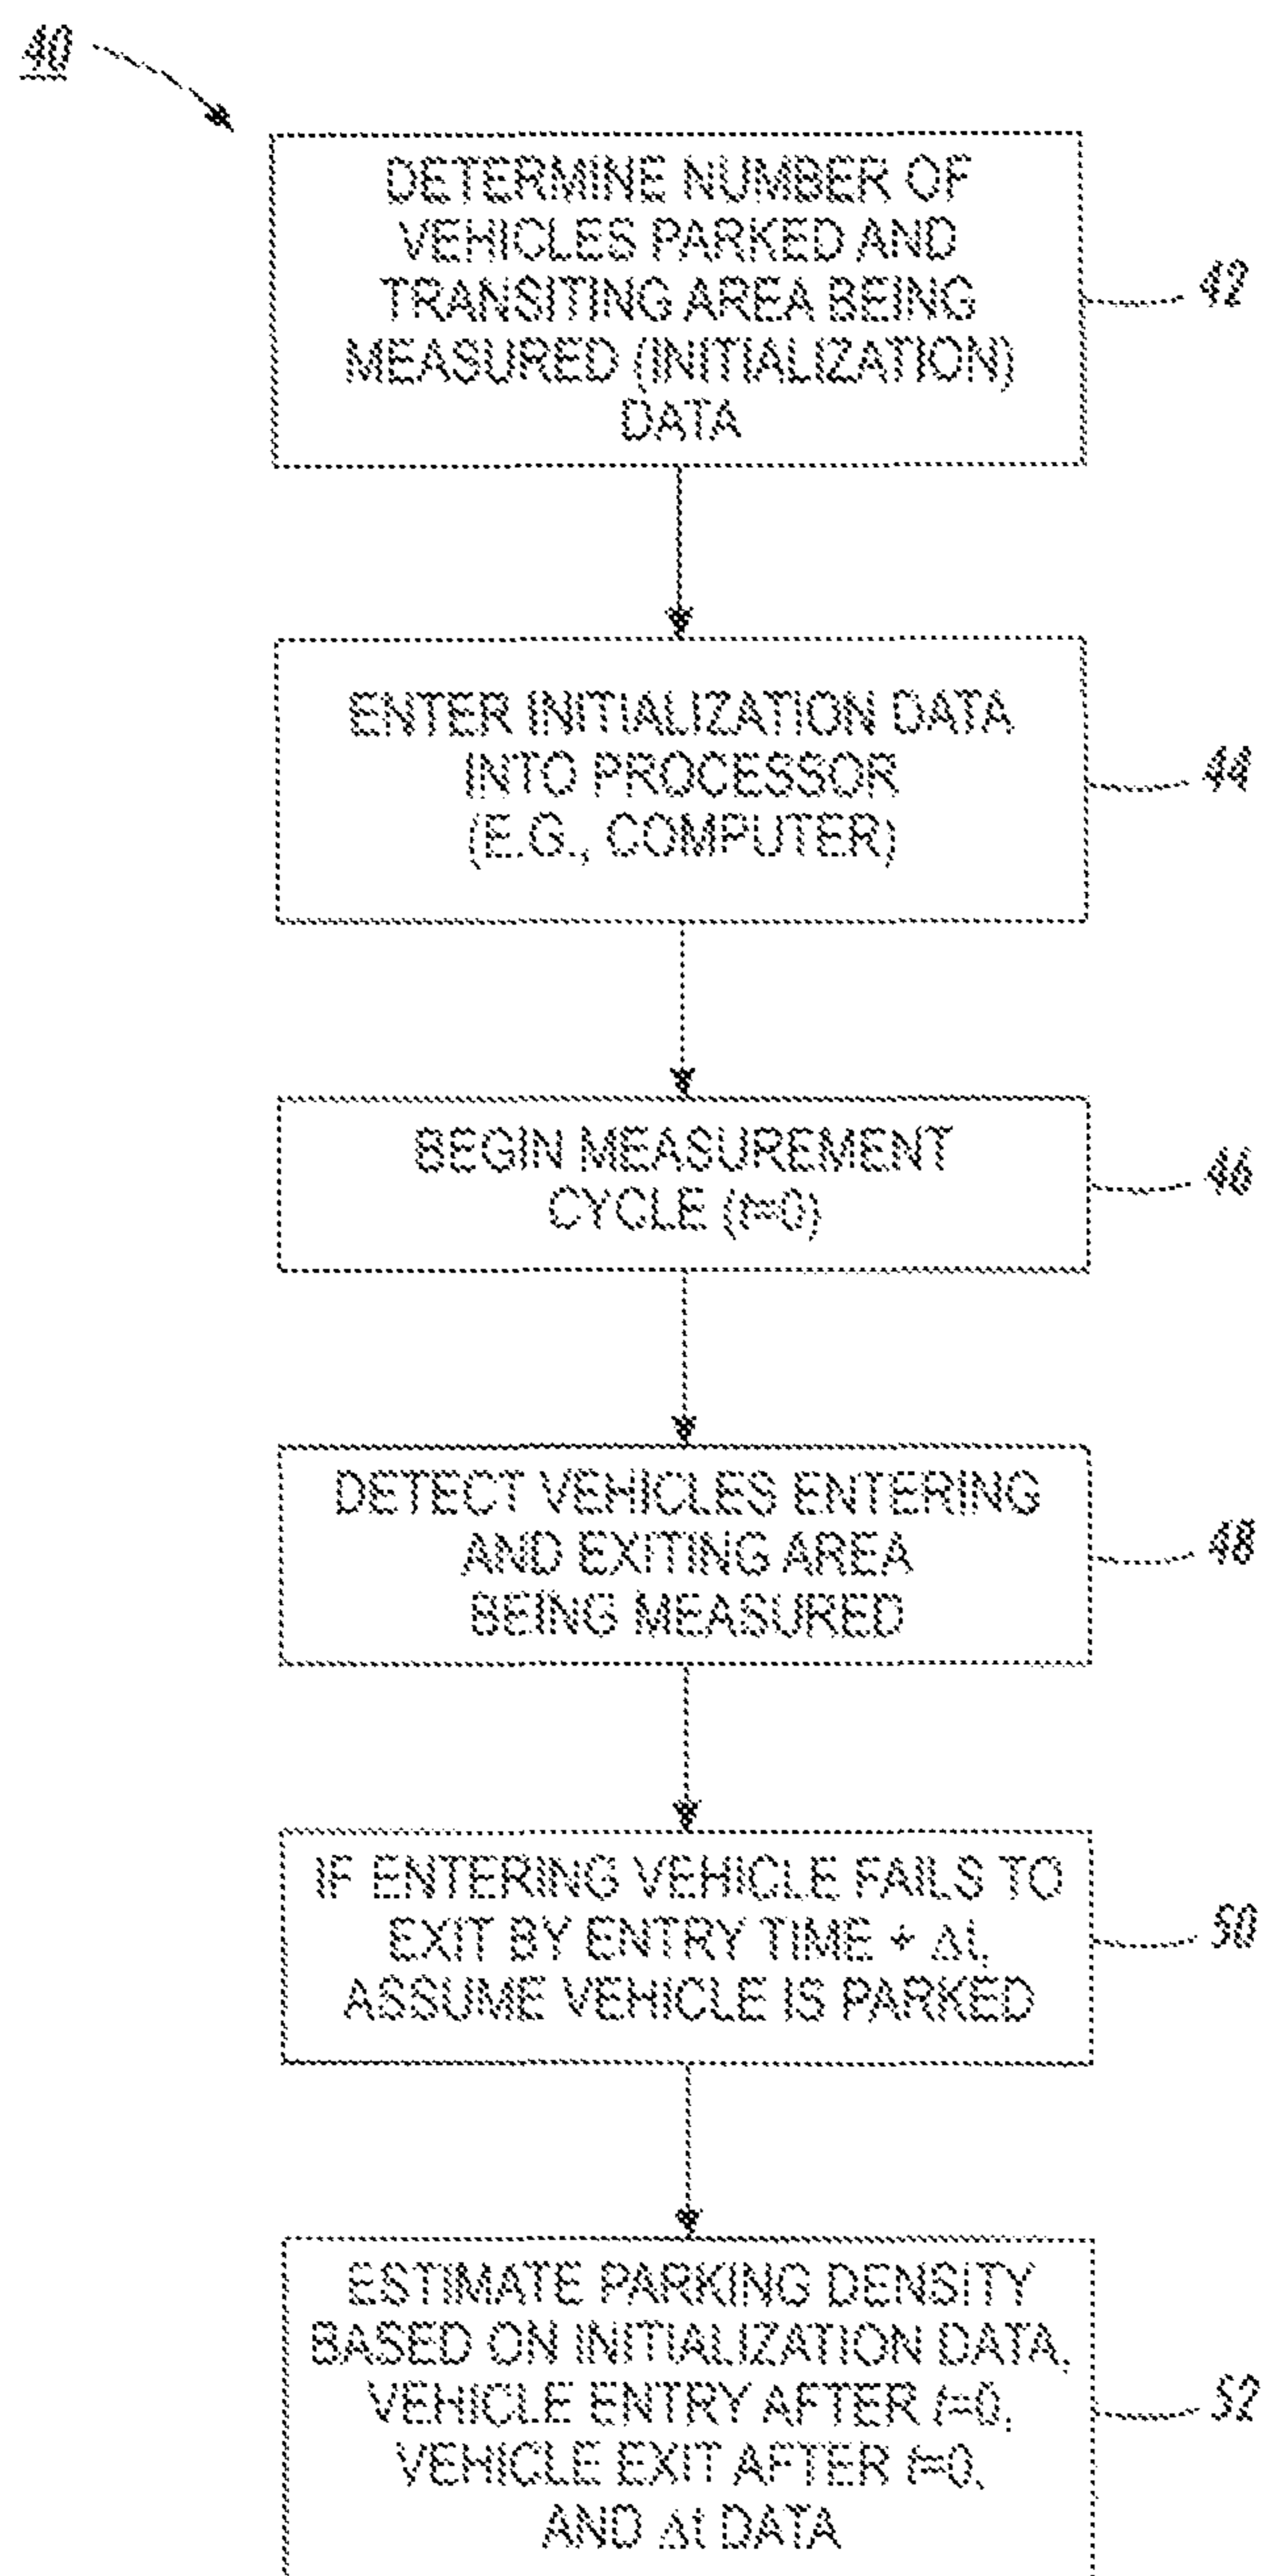 40
DETERMINE NUMBER OF
VEHICLES PARKED AND
TRANSITING AREA BEING
MEASURED (INITIALIZATION)
DATA
42
ENTER INITIALIZATION DATA
INTO PROCESSOR
(E.G., COMPUTER)
44
BEGIN MEASUREMENT
CYCLE (t=0)
46
DETECT VEHICLES ENTERING
AND EXITING AREA
BEING MEASURED
48
IF ENTERING VEHICLE FAILS TO
EXIT BY ENTRY TIME + Δt,
ASSUME VEHICLE IS PARKED
50
ESTIMATE PARKING DENSITY
BASED ON INITIALIZATION DATA,
VEHICLE ENTRY AFTER t=0,
VEHICLE EXIT AFTER t=0,
AND Δt DATA
52